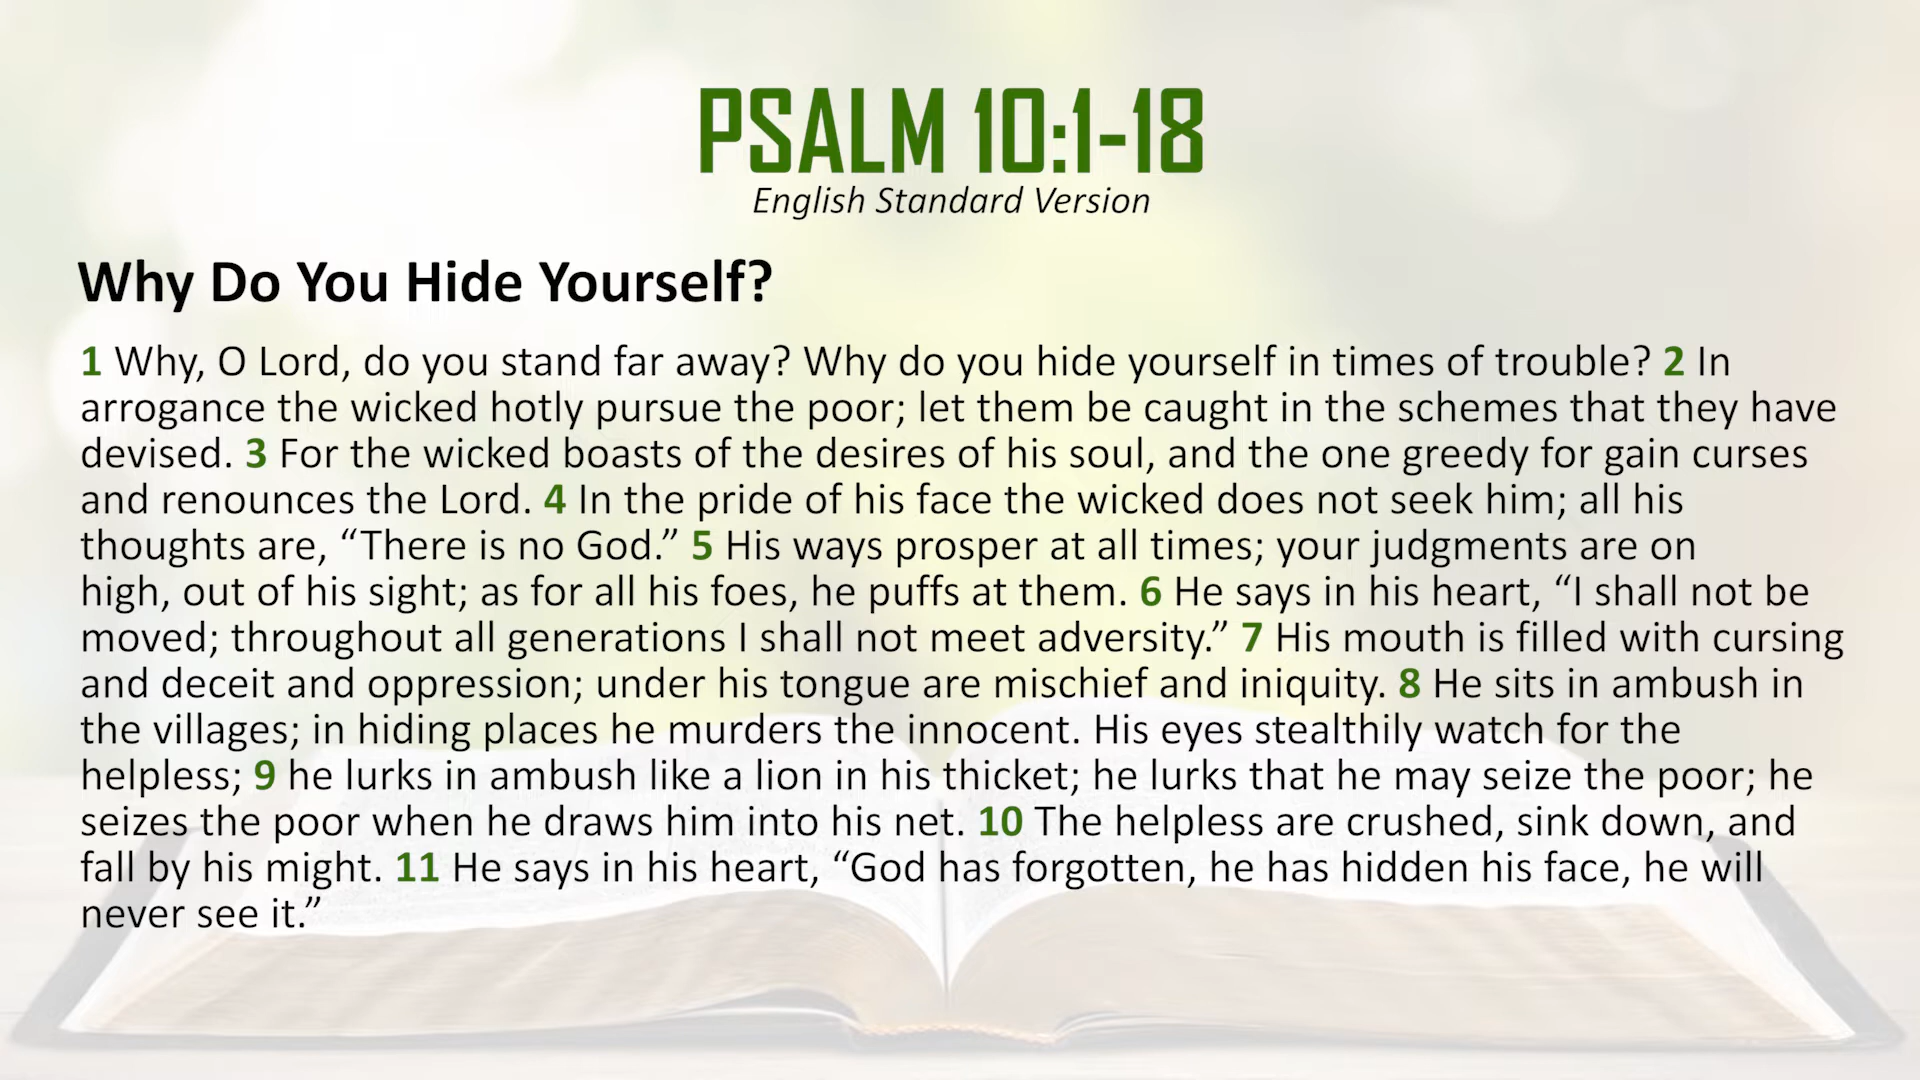 PSALM 10:1-18
English Standard Version
Why Do You Hide Yourself?
1 Why, O Lord, do you stand far away? Why do you hide yourself in times of trouble? 2 In
arrogance the wicked hotly pursue the poor; let them be caught in the schemes that they have
devised. 3 For the wicked boasts of the desires of his soul, and the one greedy for gain curses
and renounces the Lord. 4 In the pride of his face the wicked does not seek him; all his
thoughts are, “There is no God.” 5 His ways prosper at all times; your judgments are on
high, out of his sight; as for all his foes, he puffs at them. 6 He says in his heart, “I shall not be
moved; throughout all generations I shall not meet adversity.” 7 His mouth is filled with cursing
and deceit and oppression; under his tongue are mischief and iniquity. 8 He sits in ambush in
the villages; in hiding places he murders the innocent. His eyes stealthily watch for the
helpless; 9 he lurks in ambush like a lion in his thicket; he lurks that he may seize the poor; he
seizes the poor when he draws him into his net. 10 The helpless are crushed, sink down, and
fall by his might. 11 He says in his heart, “God has forgotten, he has hidden his face, he will
never see it.”